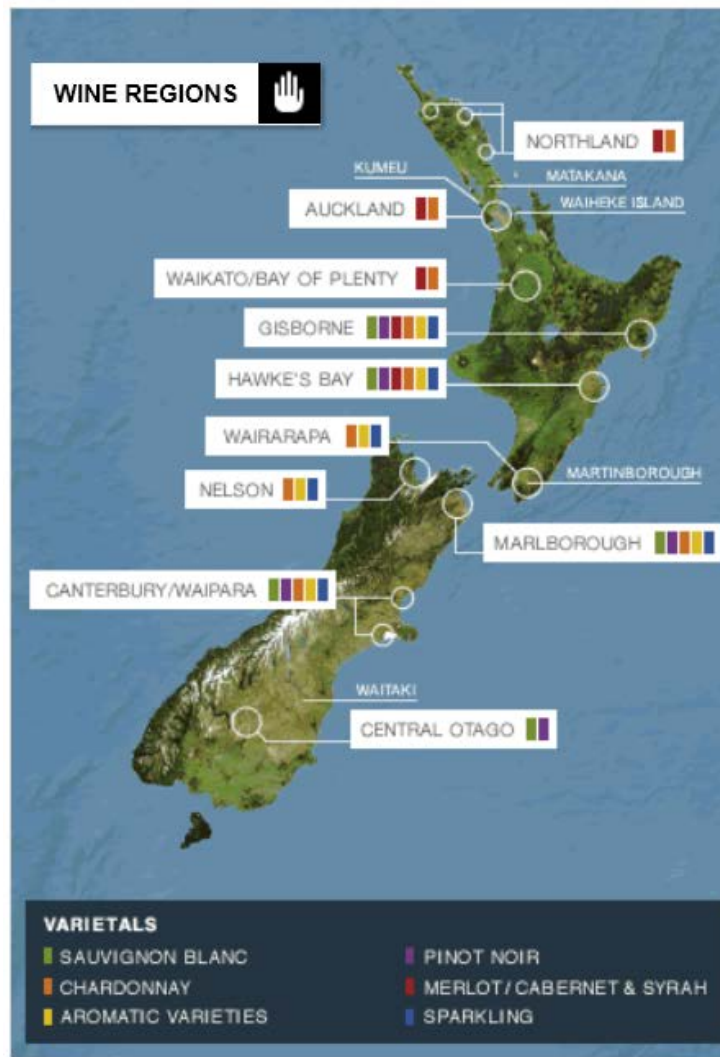 WINE REGIONS
NORTHLAND
KUMEU
MATAKANA
AUCKLAND
WAIHEKE ISLAND
WAIKATO/BAY OF PLENTY
GISBORNE
HAWKE'S BAY
WAIRARAPA
MARTINBOROUGH
NELSON
MARLBOROUGH
CANTERBURY/WAIPARA
WAITAKI
CENTRAL OTAGO
VARIETALS
SAUVIGNON BLANC
PINOT NOIR
CHARDONNAY
MERLOT/CABERNET & SYRAH
AROMATIC VARIETIES
SPARKLING